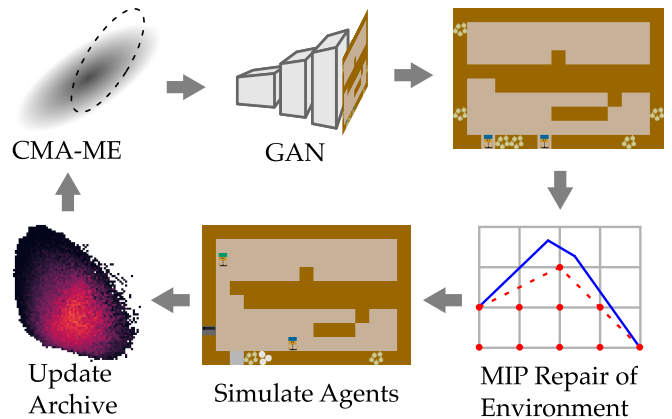 CMA-ME
GAN
Update
Archive
Simulate Agents
MIP Repair of
Environment